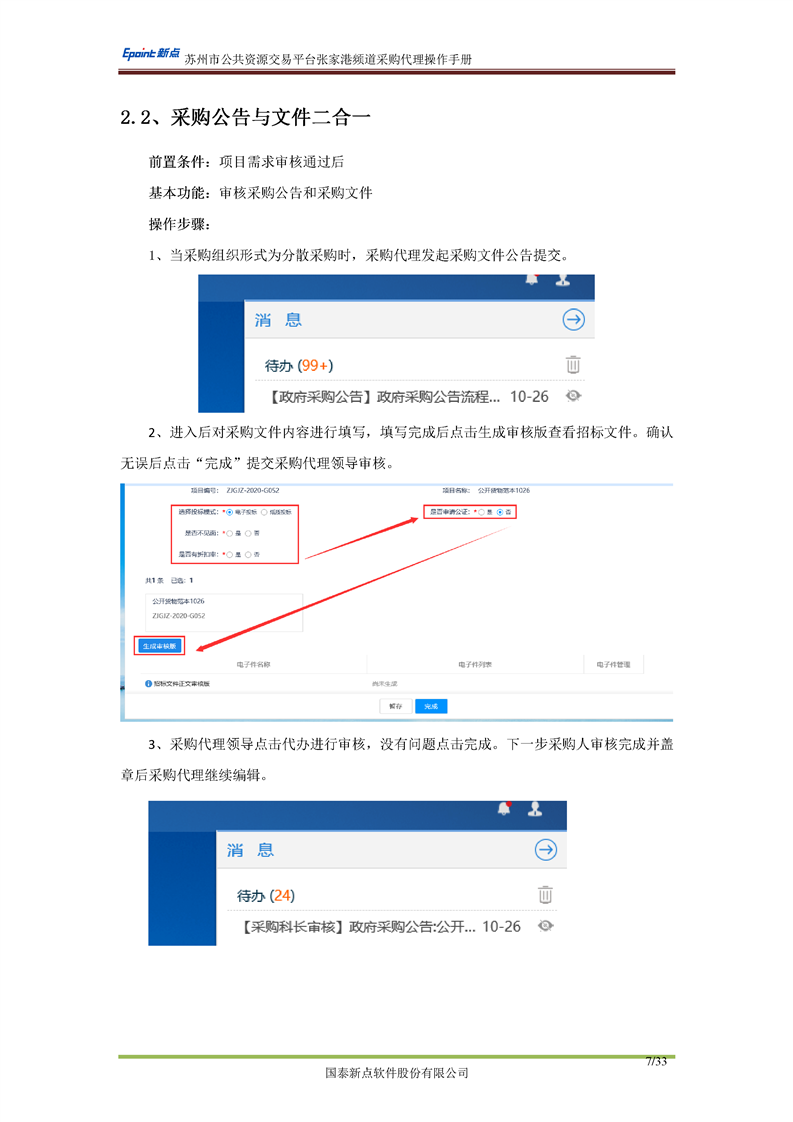 Epoint新点 苏州市公共资源交易平台张家港频道采购代理操作手册
2.2、采购公告与文件二合一
前置条件：项目需求审核通过后
基本功能：审核采购公告和采购文件
操作步骤：
1、当采购组织形式为分散采购时，采购代理发起采购文件公告提交。
消 息
待办 (99+)
【政府采购公告】政府采购公告流程... 10-26
2、进入后对采购文件内容进行填写，填写完成后点击生成审核版查看招标文件。确认
无误后点击“完成”提交采购代理领导审核。
项目编号： ZJGJZ-2020-G052 项目名称： 公开货物范本1026
选择投标模式：* 电子投标 纸质投标 是否申请公证：* 是 否
是否不见面：* 是 否
是否有折扣率：* 是 否
共1 条 已选：1
公开货物范本1026
ZJGJZ-2020-G052
生成审核版
电子件名称 电子件列表 电子件管理
招标文件正文审核版 尚未生成
暂存 完成
3、采购代理领导点击代办进行审核，没有问题点击完成。下一步采购人审核完成并盖
章后采购代理继续编辑。
消 息
待办 (24)
【采购科长审核】政府采购公告:公开... 10-26
7/33
国泰新点软件股份有限公司